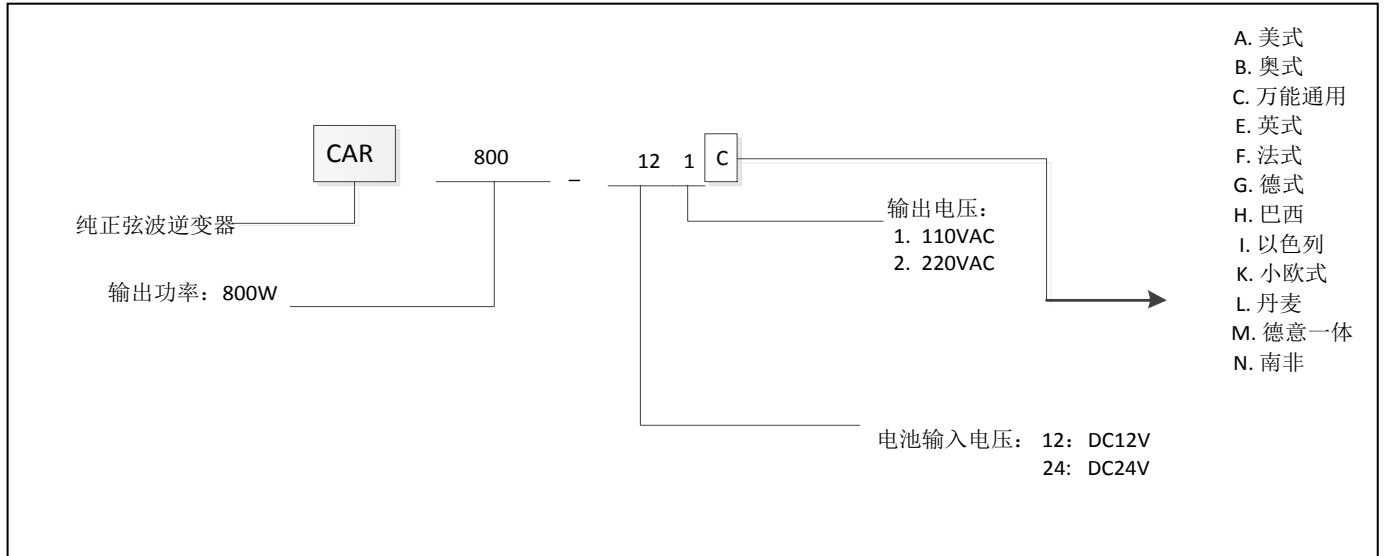 CAR 800 – 12 1 C
纯正弦波逆变器
输出功率：800W
输出电压：
1. 110VAC
2. 220VAC
电池输入电压： 12： DC12V
24: DC24V
A. 美式
B. 奥式
C. 万能通用
E. 英式
F. 法式
G. 德式
H. 巴西
I. 以色列
K. 小欧式
L. 丹麦
M. 德意一体
N. 南非